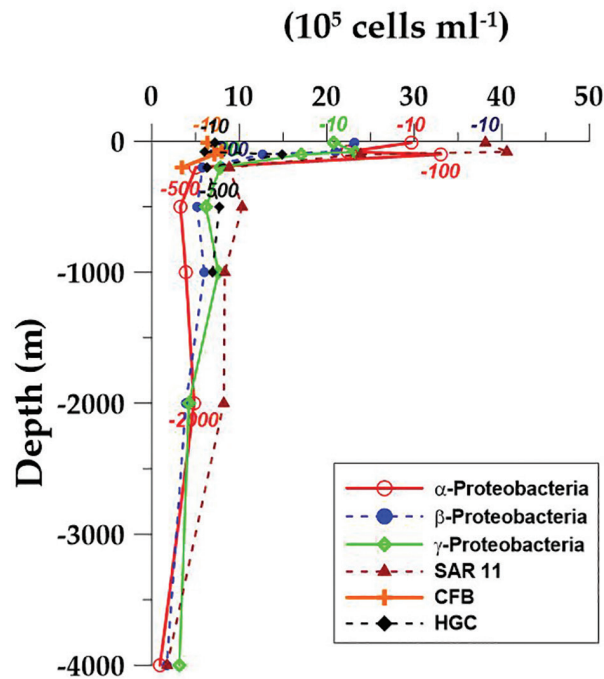 (10⁵ cells ml⁻¹)
0 10 20 30 40 50
-10 -10 -10 -10 -10
0
-100
-500 -500
-1000
-2000
-2000
-3000
-4000
Depth (m)
α-Proteobacteria
β-Proteobacteria
γ-Proteobacteria
SAR 11
CFB
HGC